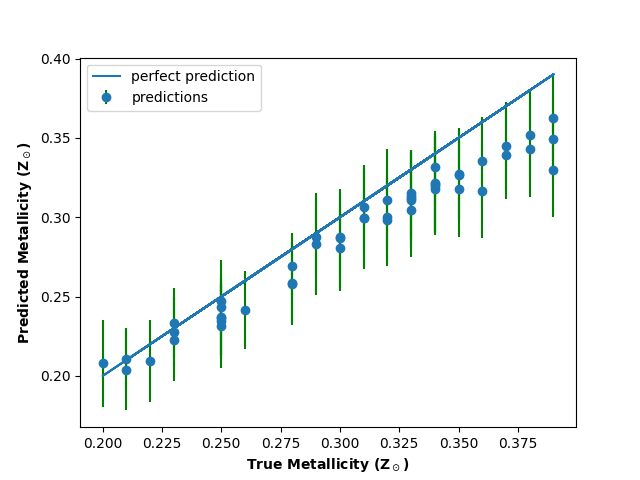 0.40
perfect prediction
predictions
0.35
0.30
0.25
0.20
Predicted Metallicity (Z⊙)
0.200 0.225 0.250 0.275 0.300 0.325 0.350 0.375
True Metallicity (Z⊙)